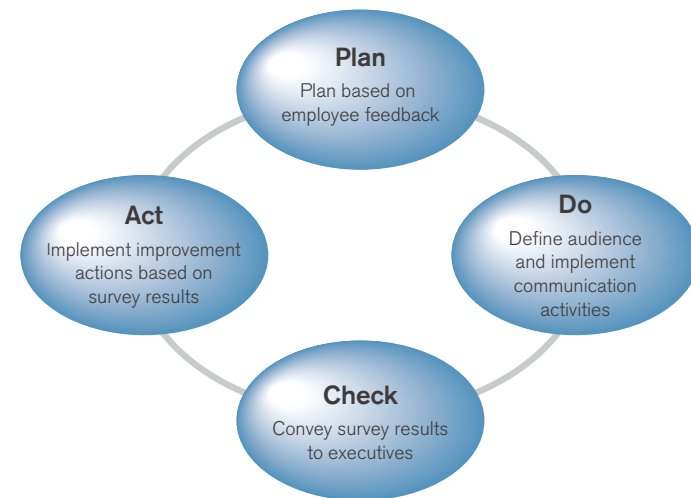 Plan
Plan based on
employee feedback
Do
Define audience
and implement
communication
activities
Check
Convey survey results
to executives
Act
Implement improvement
actions based on
survey results